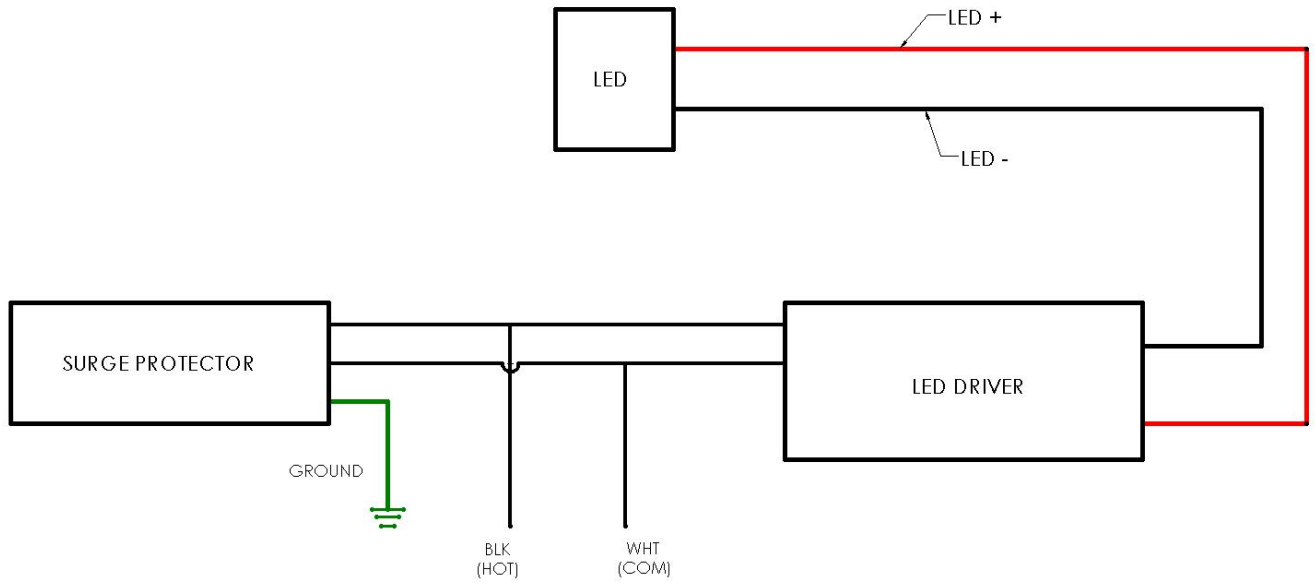 LED +
LED
LED -
SURGE PROTECTOR
LED DRIVER
GROUND
BLK
(HOT)
WHT
(COM)